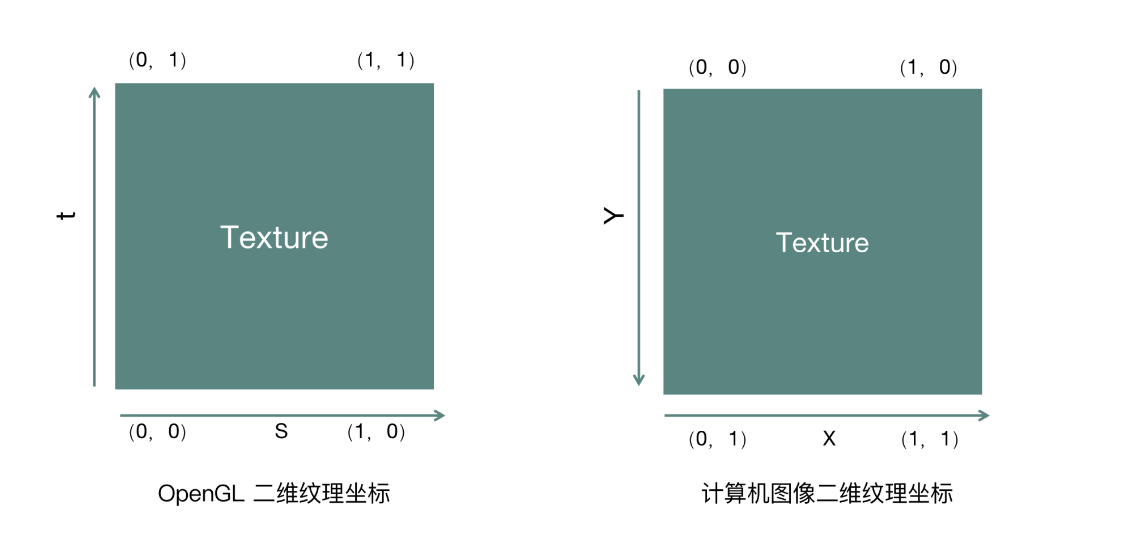 (0, 1) (1, 1)
t
Texture
(0, 0) S (1, 0)
OpenGL 二维纹理坐标
(0, 0) (1, 0)
Y
Texture
(0, 1) X (1, 1)
计算机图像二维纹理坐标